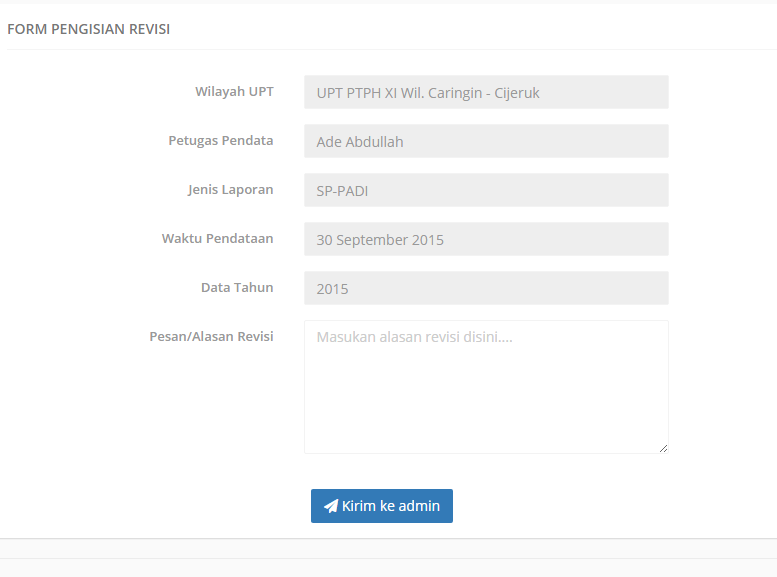 FORM PENGISIAN REVISI
Wilayah UPT UPT PTPH XI Wil. Caringin - Cijeruk
Petugas Pendata Ade Abdullah
Jenis Laporan SP-PADI
Waktu Pendataan 30 September 2015
Data Tahun 2015
Pesan/Alasan Revisi Masukan alasan revisi disini....
Kirim ke admin